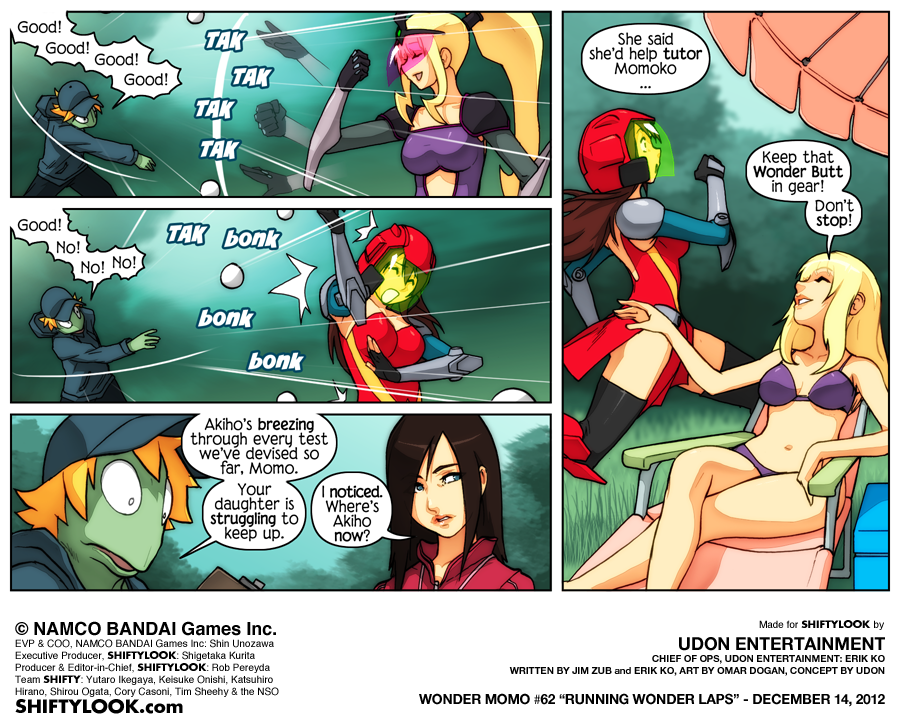 Good!
Good!
Good!
Good!
TAK
TAK
TAK
TAK
Good!
No!
No! No!
TAK bonk
bonk
bonk
Akiho's breezing
through every test
we've devised so
far, Momo.
Your
daughter is
struggling to
keep up.
I noticed.
Where's
Akiho
now?
She said
she'd help tutor
Momoko
...
Keep that
Wonder Butt
in gear!
Don't
stop!
© NAMCO BANDAI Games Inc.
EVP & COO, NAMCO BANDAI Games Inc: Shin Unozawa
Executive Producer, SHIFTYLOOK: Shigetaka Kurita
Producer & Editor-in-Chief, SHIFTYLOOK: Rob Pereyda
Team SHIFTY: Yutaro Ikegaya, Keisuke Onishi, Katsuhiro
Hirano, Shirou Ogata, Cory Casoni, Tim Sheehy & the NSO
SHIFTYLOOK.com
Made for SHIFTYLOOK by
UDON ENTERTAINMENT
CHIEF OF OPS, UDON ENTERTAINMENT: ERIK KO
WRITTEN BY JIM ZUB and ERIK KO, ART BY OMAR DOGAN, CONCEPT BY UDON
WONDER MOMO #62 “RUNNING WONDER LAPS” - DECEMBER 14, 2012